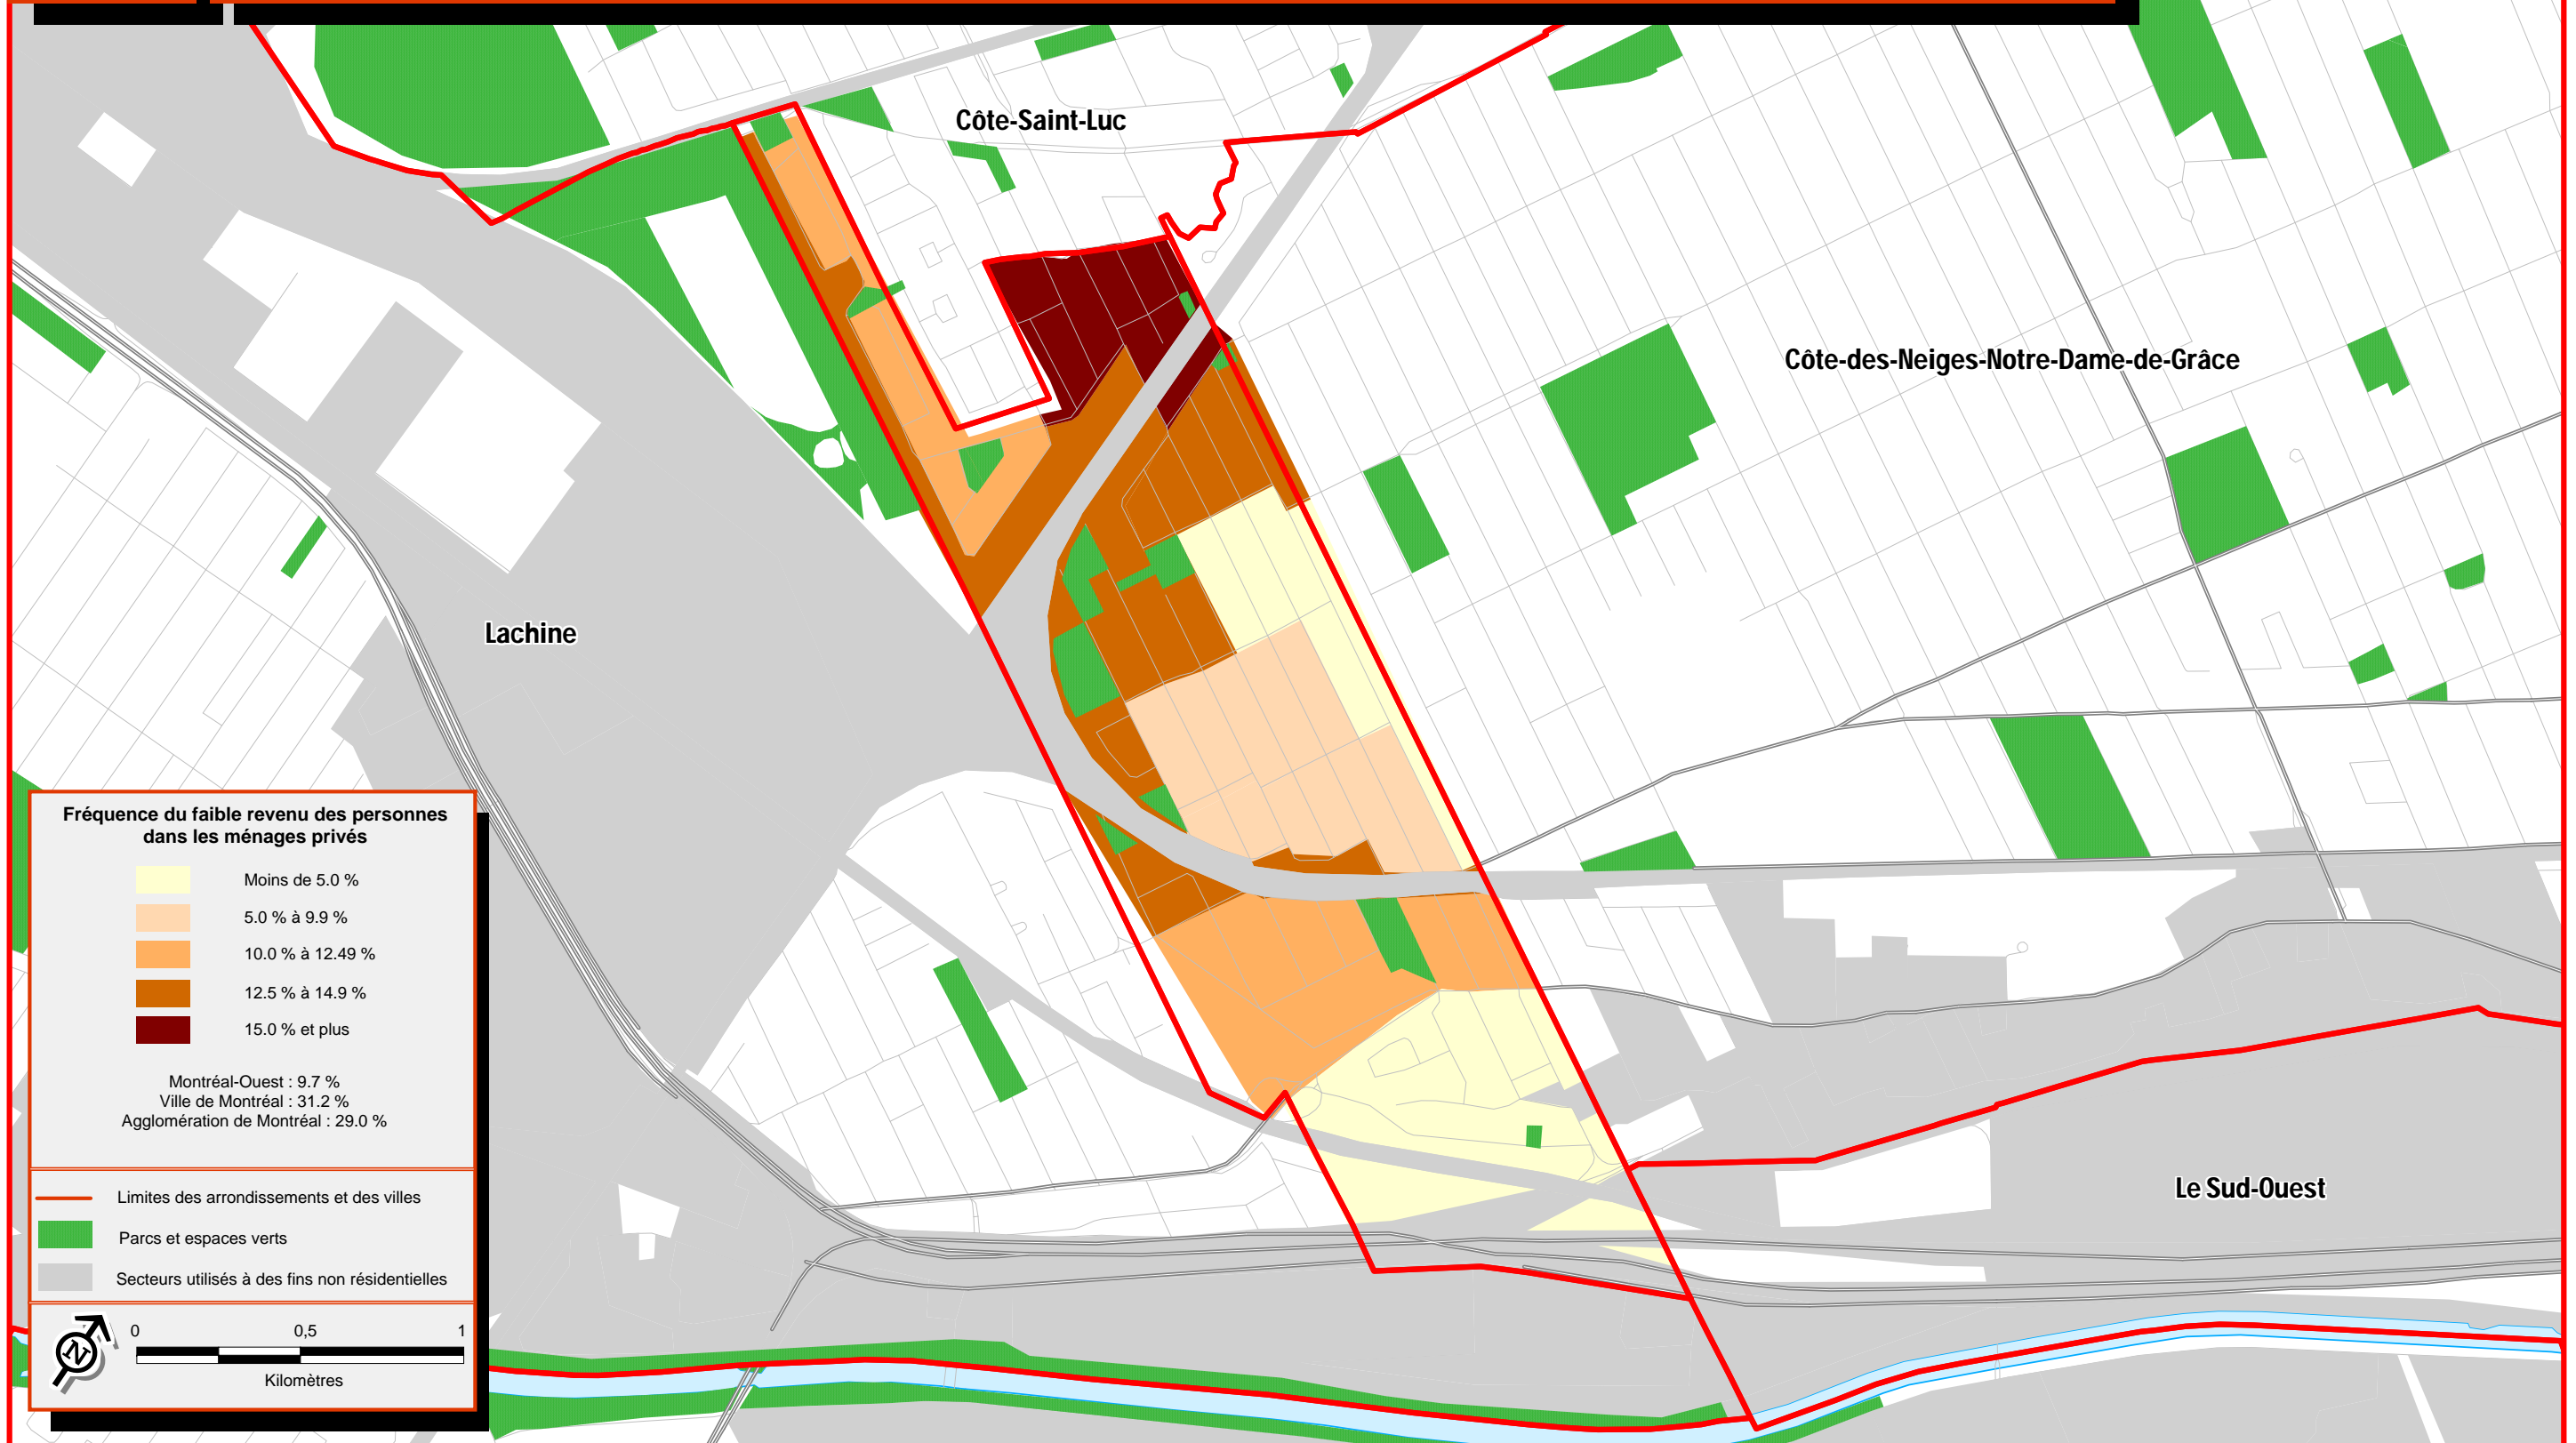 Côte-Saint-Luc
Côte-des-Neiges-Notre-Dame-de-Grâce
Lachine
Le Sud-Ouest
Fréquence du faible revenu des personnes
dans les ménages privés
Moins de 5.0 %
5.0 % à 9.9 %
10.0 % à 12.49 %
12.5 % à 14.9 %
15.0 % et plus
Montréal-Ouest : 9.7 %
Ville de Montréal : 31.2 %
Agglomération de Montréal : 29.0 %
Limites des arrondissements et des villes
Parcs et espaces verts
Secteurs utilisés à des fins non résidentielles
N
0 0,5 1
Kilomètres